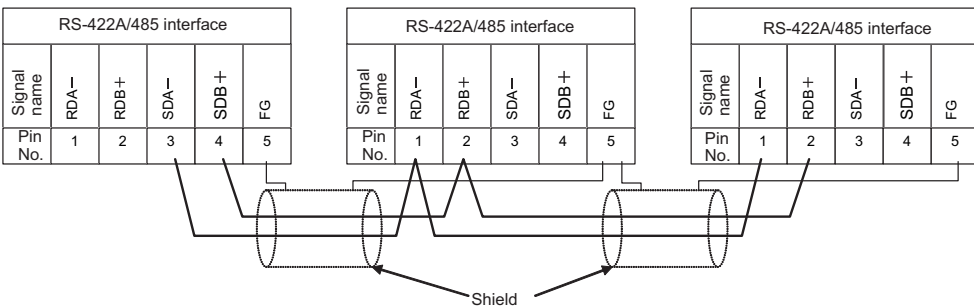 RS-422A/485 interface
Signal name RDA− RDB+ SDA− SDB+ FG
Pin No. 1 2 3 4 5
RS-422A/485 interface
Signal name RDA− RDB+ SDA− SDB+ FG
Pin No. 1 2 3 4 5
RS-422A/485 interface
Signal name RDA− RDB+ SDA− SDB+ FG
Pin No. 1 2 3 4 5
Shield